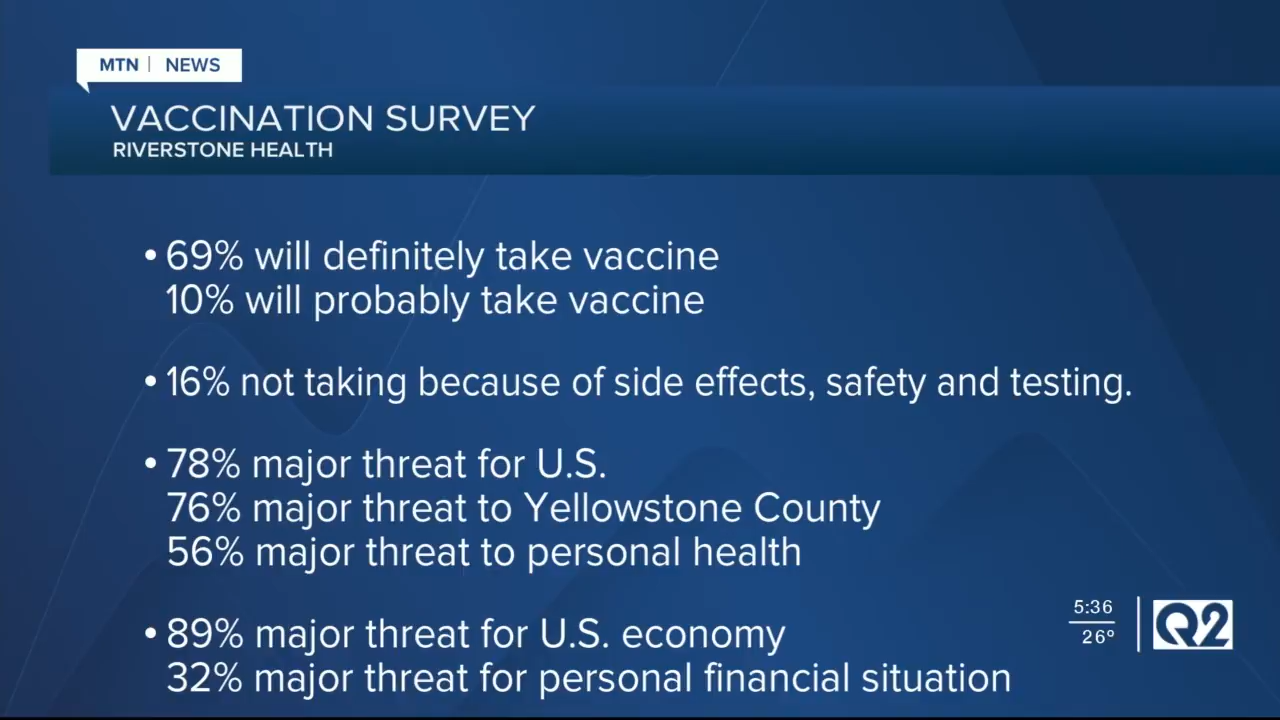 MTN | NEWS
VACCINATION SURVEY
RIVERSTONE HEALTH
• 69% will definitely take vaccine
10% will probably take vaccine
• 16% not taking because of side effects, safety and testing.
• 78% major threat for U.S.
76% major threat to Yellowstone County
56% major threat to personal health
• 89% major threat for U.S. economy
32% major threat for personal financial situation
5:36
26°
Q2